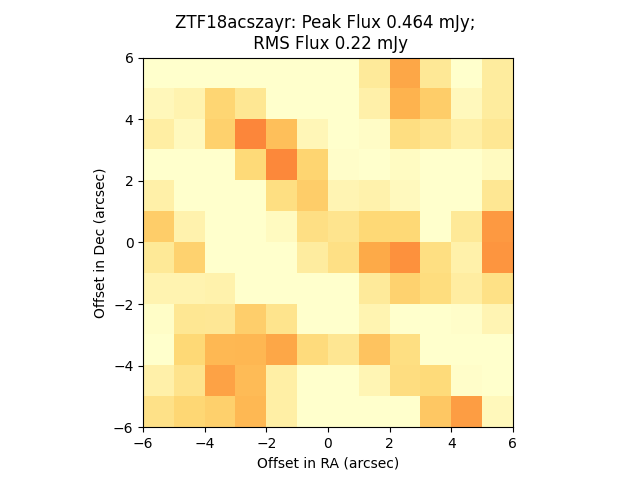 ZTF18acszayr: Peak Flux 0.464 mJy;
RMS Flux 0.22 mJy
6
4
2
0
−2
−4
−6
Offset in Dec (arcsec)
−6 −4 −2 0 2 4 6
Offset in RA (arcsec)